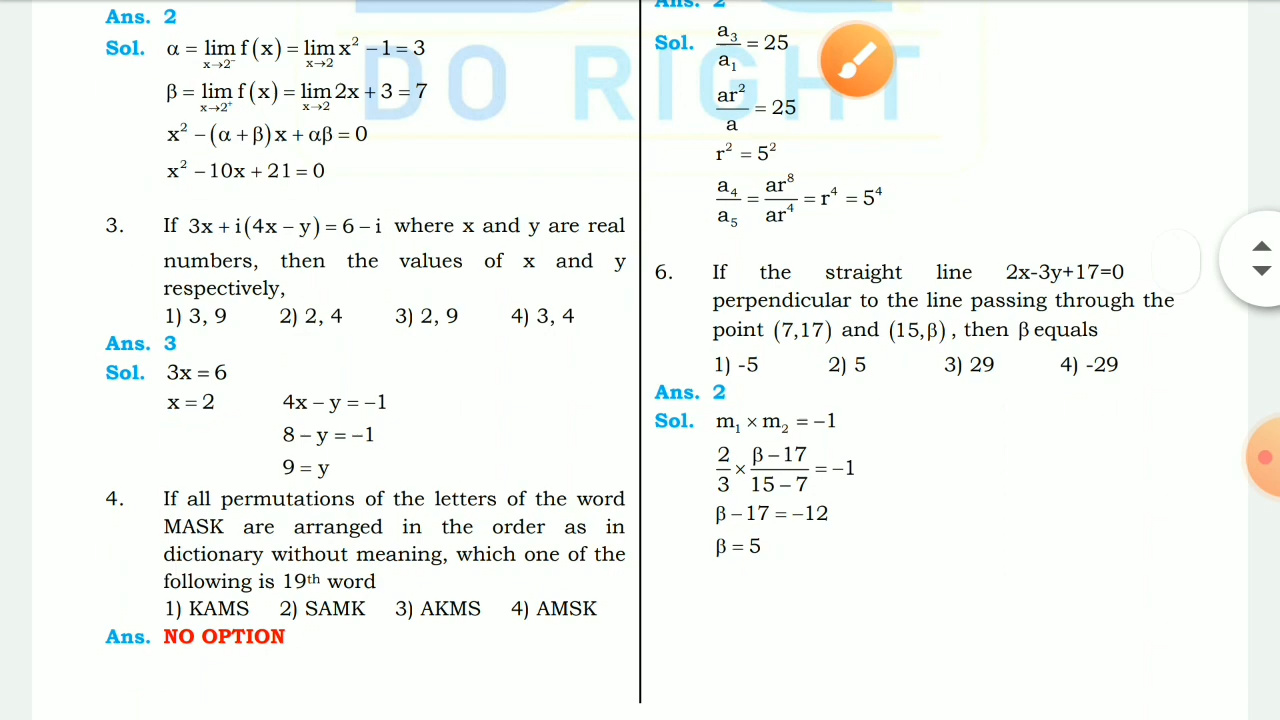 Ans. 2
Sol. α = lim x→2⁻ f(x) = lim x→2 x² − 1 = 3
β = lim x→2⁺ f(x) = lim x→2 2x + 3 = 7
x² − (α + β)x + αβ = 0
x² − 10x + 21 = 0
3. If 3x + i(4x − y) = 6 − i where x and y are real
numbers, then the values of x and y
respectively,
1) 3, 9 2) 2, 4 3) 2, 9 4) 3, 4
Ans. 3
Sol. 3x = 6
x = 2 4x − y = −1
8 − y = −1
9 = y
4. If all permutations of the letters of the word
MASK are arranged in the order as in
dictionary without meaning, which one of the
following is 19th word
1) KAMS 2) SAMK 3) AKMS 4) AMSK
Ans. NO OPTION
Ans. 2
Sol. a₃/a₁ = 25
ar²/a = 25
r² = 5²
a₄/a₅ = ar⁸/ar⁴ = r⁴ = 5⁴
6. If the straight line 2x-3y+17=0
perpendicular to the line passing through the
point (7,17) and (15,β), then β equals
1) -5 2) 5 3) 29 4) -29
Ans. 2
Sol. m₁ × m₂ = −1
2/3 × β − 17/15 − 7 = −1
β − 17 = −12
β = 5
DO RIGHT